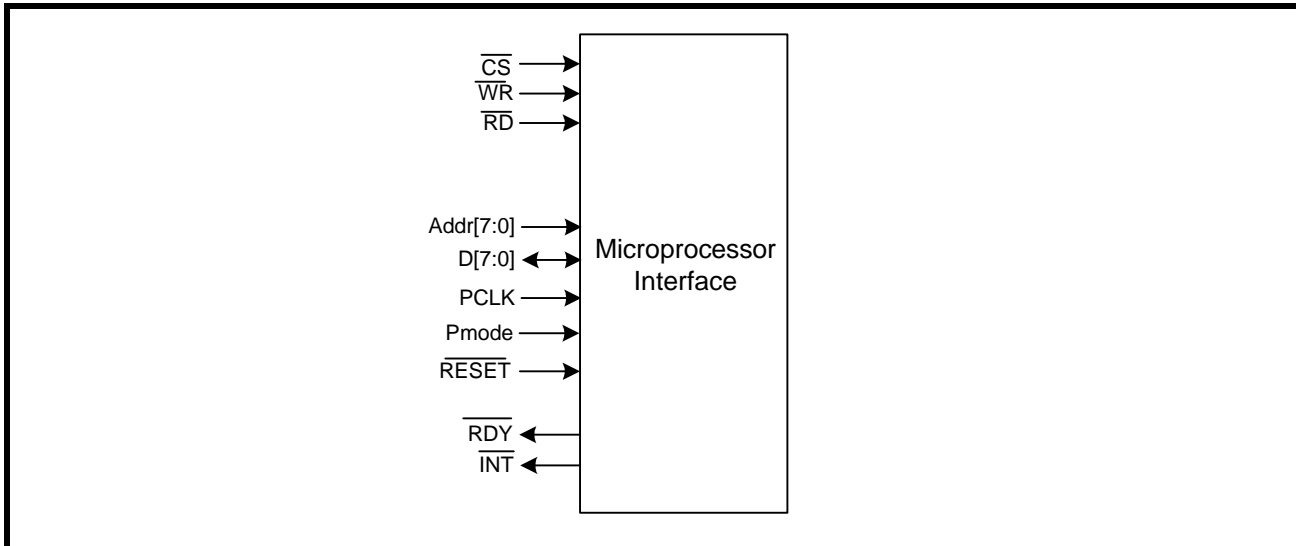 CS
WR
RD
Addr[7:0]
D[7:0]
PCLK
Pmode
RESET
RDY
INT
Microprocessor
Interface